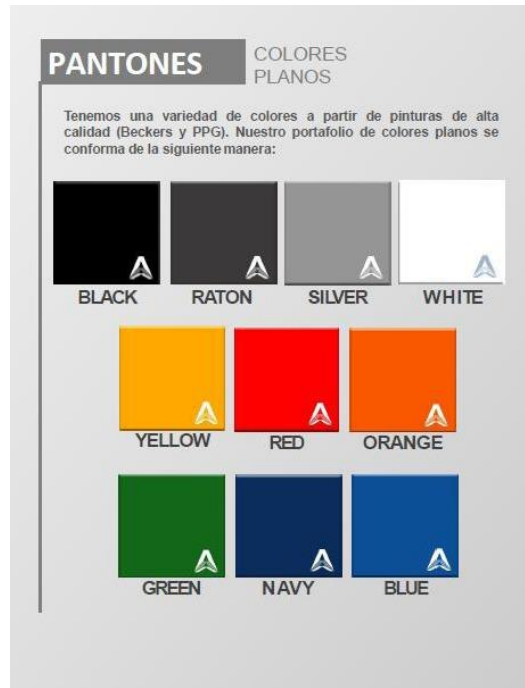 PANTONES
COLORES
PLANOS
Tenemos una variedad de colores a partir de pinturas de alta
calidad (Beckers y PPG). Nuestro portafolio de colores planos se
conforma de la siguiente manera:
BLACK RATON SILVER WHITE
YELLOW RED ORANGE
GREEN NAVY BLUE